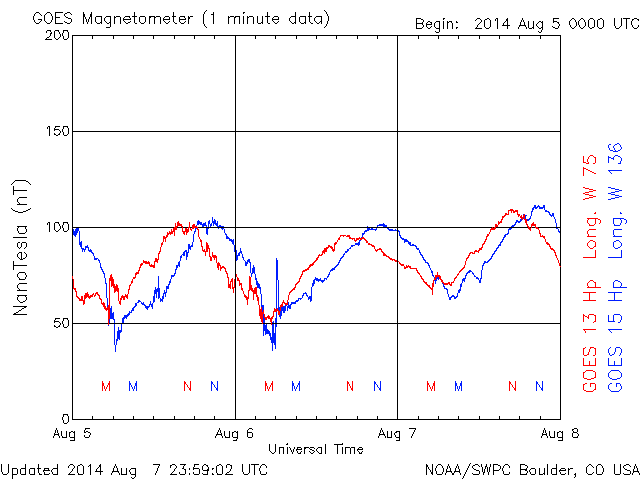 GOES Magnetometer (1 minute data)
Begin: 2014 Aug 5 0000 UTC
200
150
100
50
0
NanoTesla (nT)
M M N N M M N N M M N N
Aug 5 Aug 6 Aug 7 Aug 8
Universal Time
GOES 13 Hp Long. W 75
GOES 15 Hp Long. W 136
Updated 2014 Aug 7 23:59:02 UTC
NOAA/SWPC Boulder, CO USA